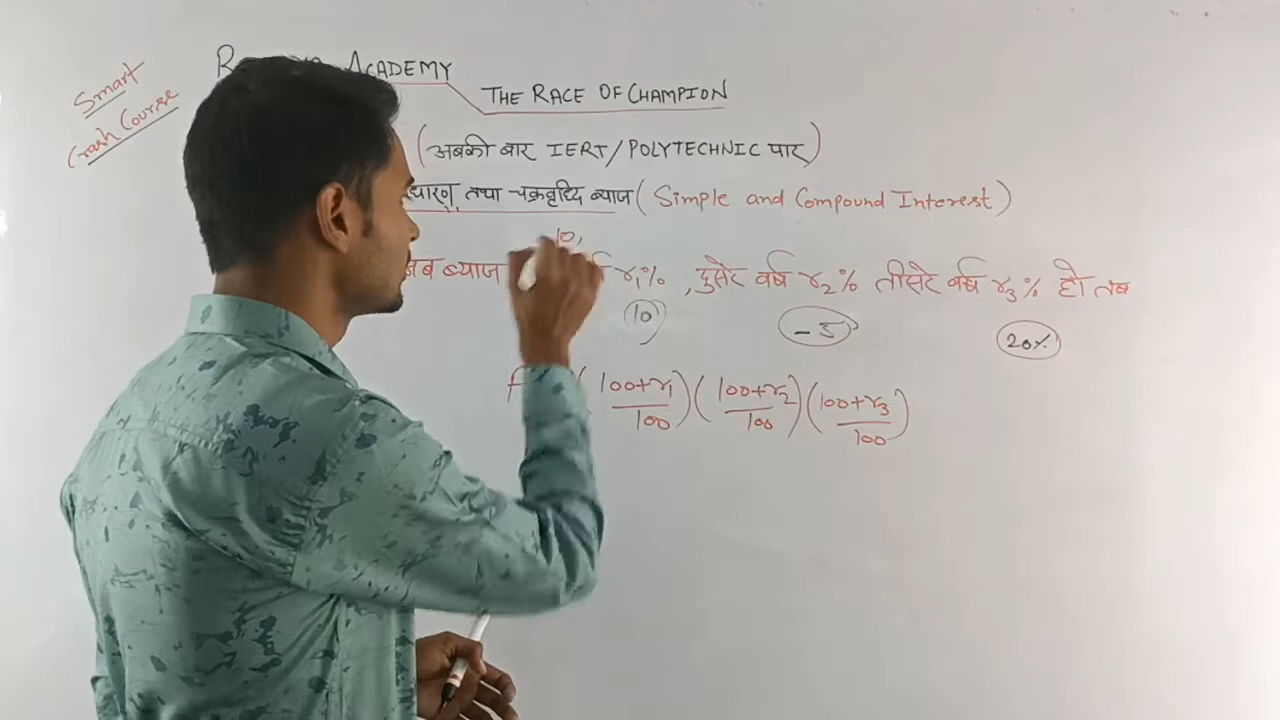 Smart
Crash Course
ACADEMY
THE RACE OF CHAMPION
(अबकी बार IERT/POLYTECHNIC पार)
तथा चक्रवृध्दि ब्याज (Simple and Compound Interest)
10,
ब्याज r₁% , दुसरे वर्ष r₂% तीसरे वर्ष r₃% हो तब
10 -5 20%
(100+r₁/100)(100+r₂/100)(100+r₃/100)